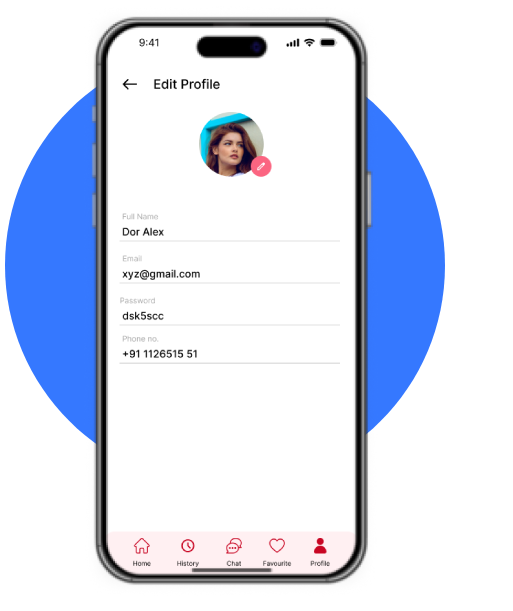 9:41
Edit Profile
Full Name
Dor Alex
Email
xyz@gmail.com
Password
dsk5scc
Phone no.
+91 1126515 51
Home History Chat Favourite Profile